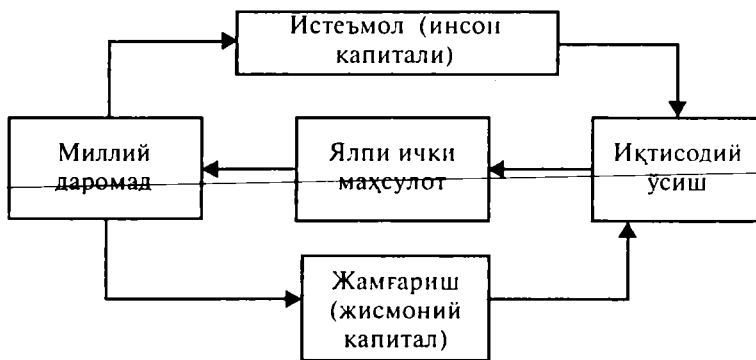 Истеъмол (инсон
капитали)
Миллий
даромад
Ялпи ички
маҳсулот
Иқтисодий
ўсиш
Жамғариш
(жисмоний
капитал)